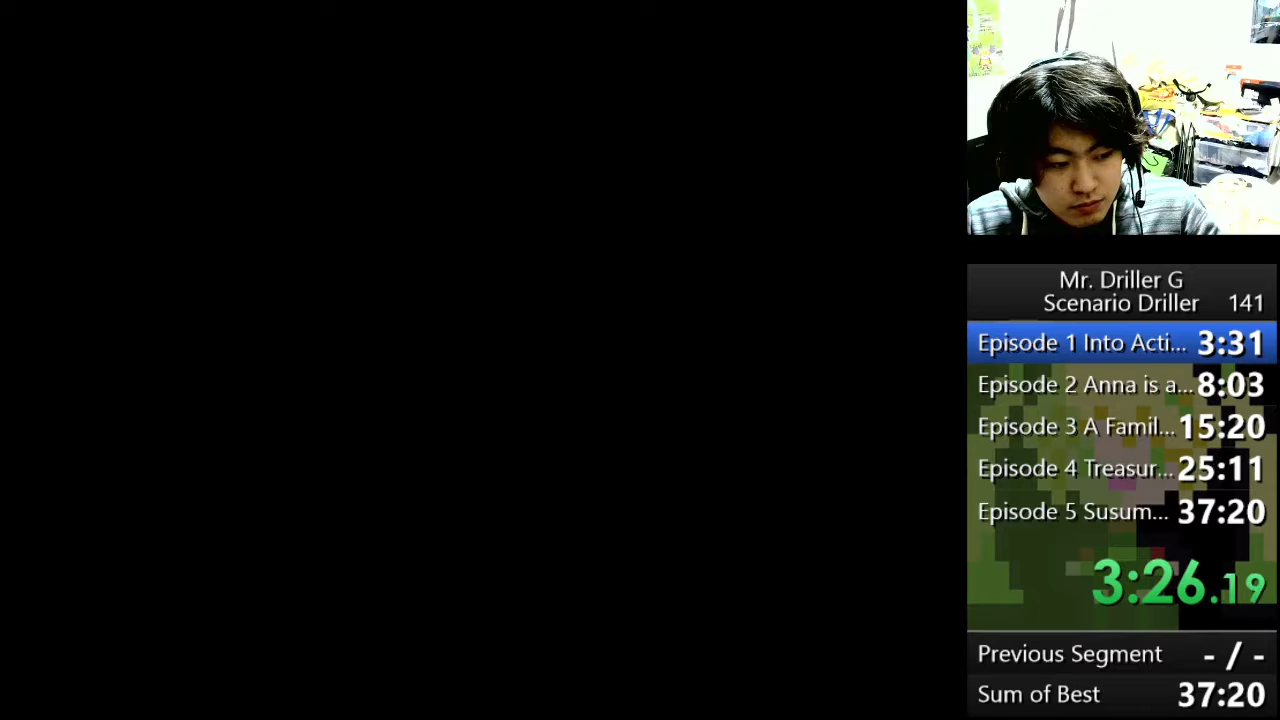 Mr. Driller G
Scenario Driller 141
Episode 1 Into Acti... 3:31
Episode 2 Anna is a... 8:03
Episode 3 A Famil... 15:20
Episode 4 Treasur... 25:11
Episode 5 Susum... 37:20
3:26.19
Previous Segment - / -
Sum of Best 37:20